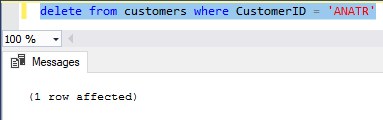 delete from customers where CustomerID = 'ANATR'
100 %
Messages
(1 row affected)